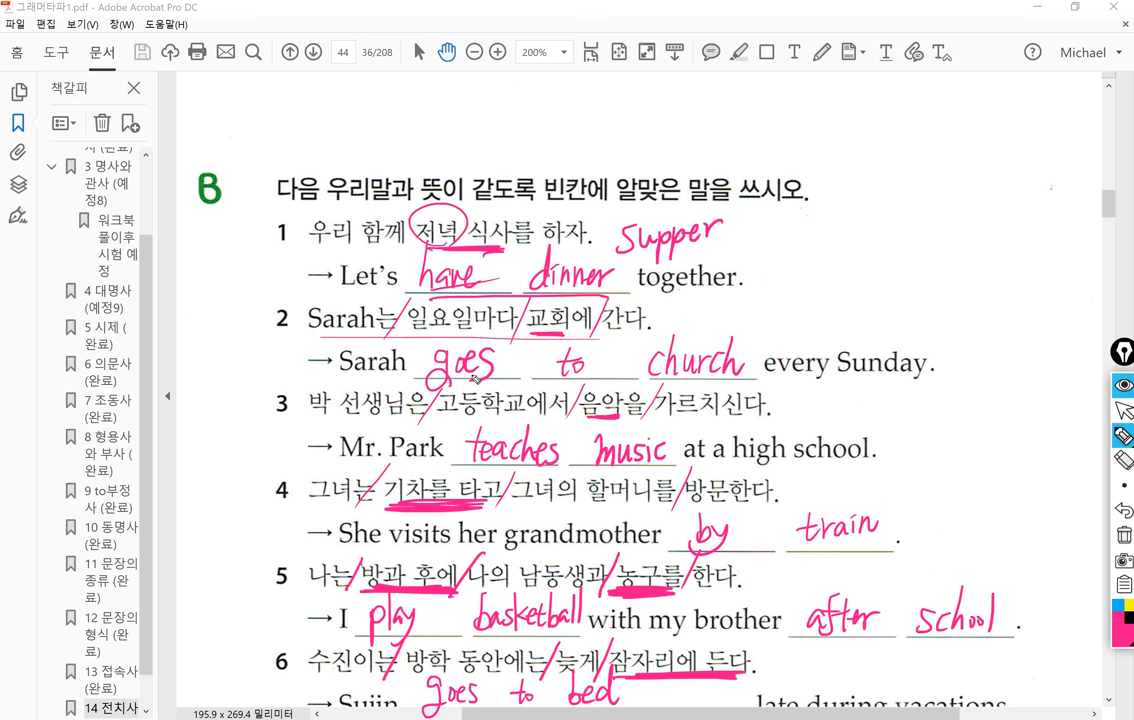 그래머타파1.pdf - Adobe Acrobat Pro DC
파일 편집 보기(V) 창(W) 도움말(H)
홈 도구 문서 44 36/208 200% Michael
책갈피
3 명사와 관사 (예정8)
워크북 풀이후 시험 예정
4 대명사 (예정9)
5 시제 (완료)
6 의문사 (완료)
7 조동사 (완료)
8 형용사와 부사 (완료)
9 to부정사 (완료)
10 동명사 (완료)
11 문장의 종류 (완료)
12 문장의 형식 (완료)
13 접속사 (완료)
14 전치사
B 다음 우리말과 뜻이 같도록 빈칸에 알맞은 말을 쓰시오.
1 우리 함께 저녁 식사를 하자. supper
→ Let's have dinner together.
2 Sarah는 일요일마다 교회에 간다.
→ Sarah goes to church every Sunday.
3 박 선생님은 고등학교에서 음악을 가르치신다.
→ Mr. Park teaches music at a high school.
4 그녀는 기차를 타고 그녀의 할머니를 방문한다.
→ She visits her grandmother by train.
5 나는 방과 후에 나의 남동생과 농구를 한다.
→ I play basketball with my brother after school.
6 수진이는 방학 동안에는 늦게 잠자리에 든다.
→ Sujin goes to bed late during vacations
195.9 x 269.4 밀리미터